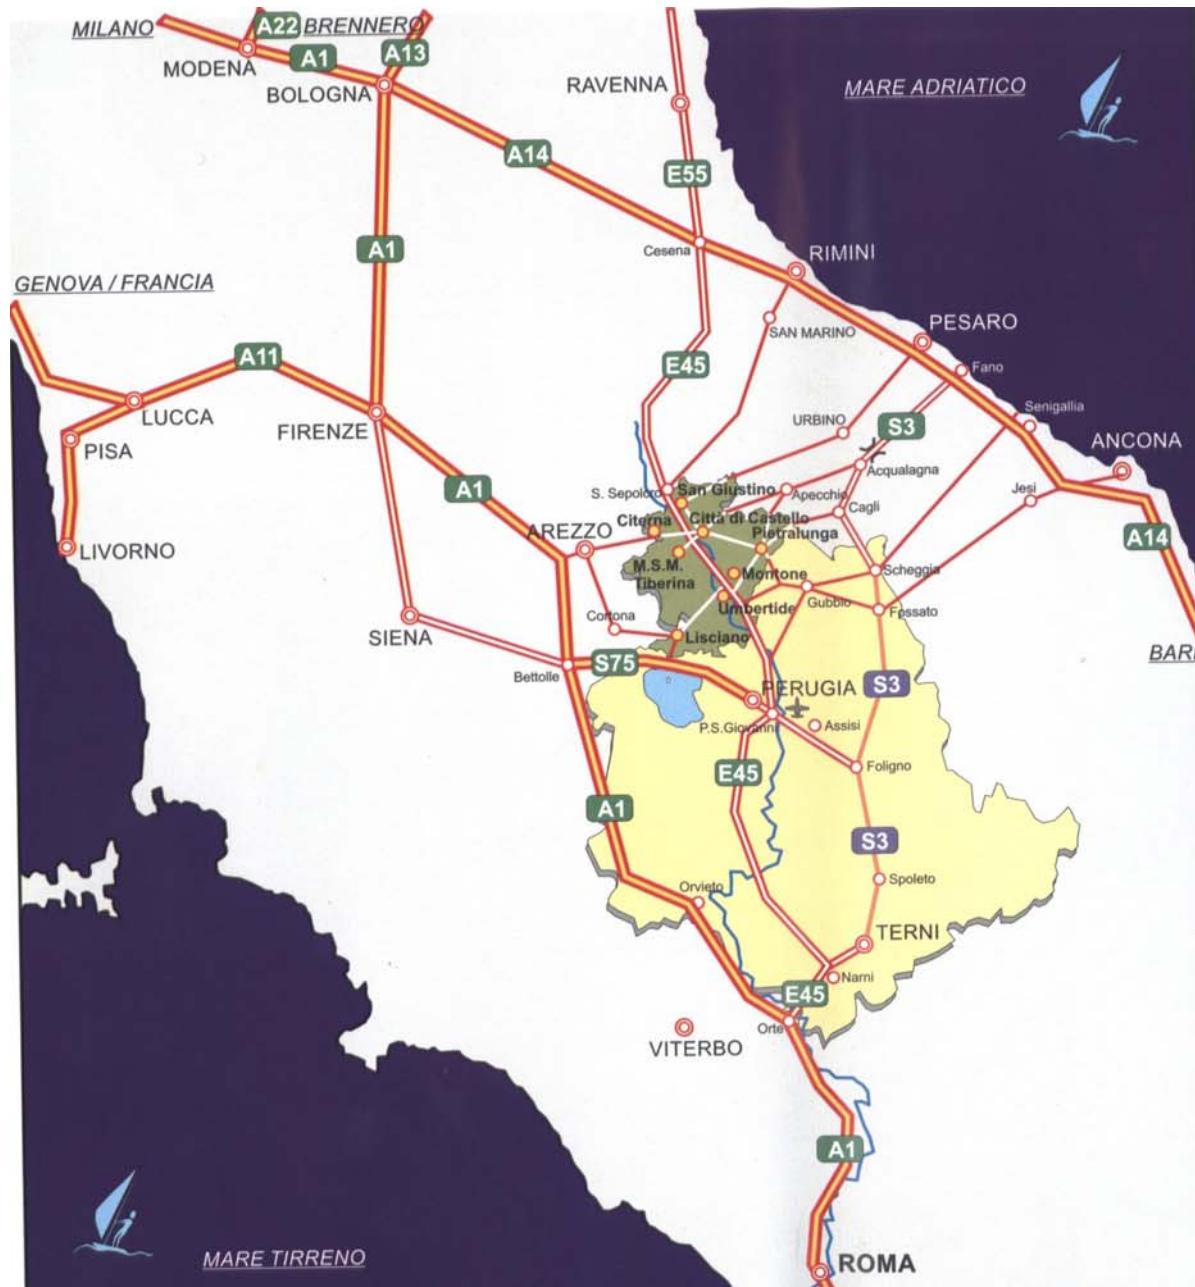 MILANO
A22
BRENNERO
MODENA
A1
A13
BOLOGNA
RAVENNA
MARE ADRIATICO
A14
E55
Cesena
RIMINI
A1
GENOVA / FRANCIA
SAN MARINO
PESARO
A11
E45
Fano
LUCCA
FIRENZE
URBINO
S3
Senigallia
PISA
ANCONA
Acqualagna
A1
S. Sepolcro
San Giustino
Apecchio
Jesi
Cagli
Citerna
Città di Castello
AREZZO
Pietralunga
A14
LIVORNO
M.S.M.
Tiberina
Montone
Scheggia
Umbertide
Gubbio
Fossato
Cortona
SIENA
Lisciano
BARI
Bettolle
S75
PERUGIA
S3
P.S.Giovanni
Assisi
E45
Foligno
A1
S3
Orvieto
Spoleto
TERNI
Narni
E45
Orte
VITERBO
A1
MARE TIRRENO
ROMA